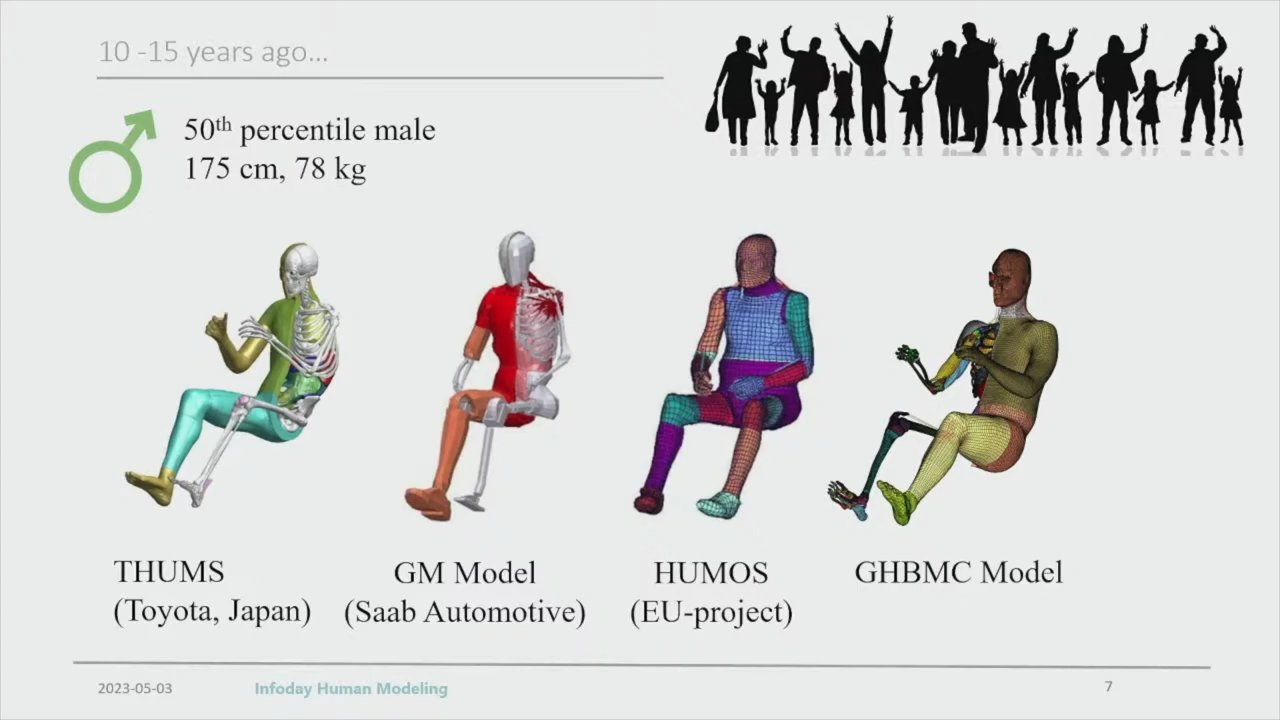 10 -15 years ago...
50th percentile male
175 cm, 78 kg
THUMS
(Toyota, Japan)
GM Model
(Saab Automotive)
HUMOS
(EU-project)
GHBMC Model
2023-05-03
Infoday Human Modeling
7